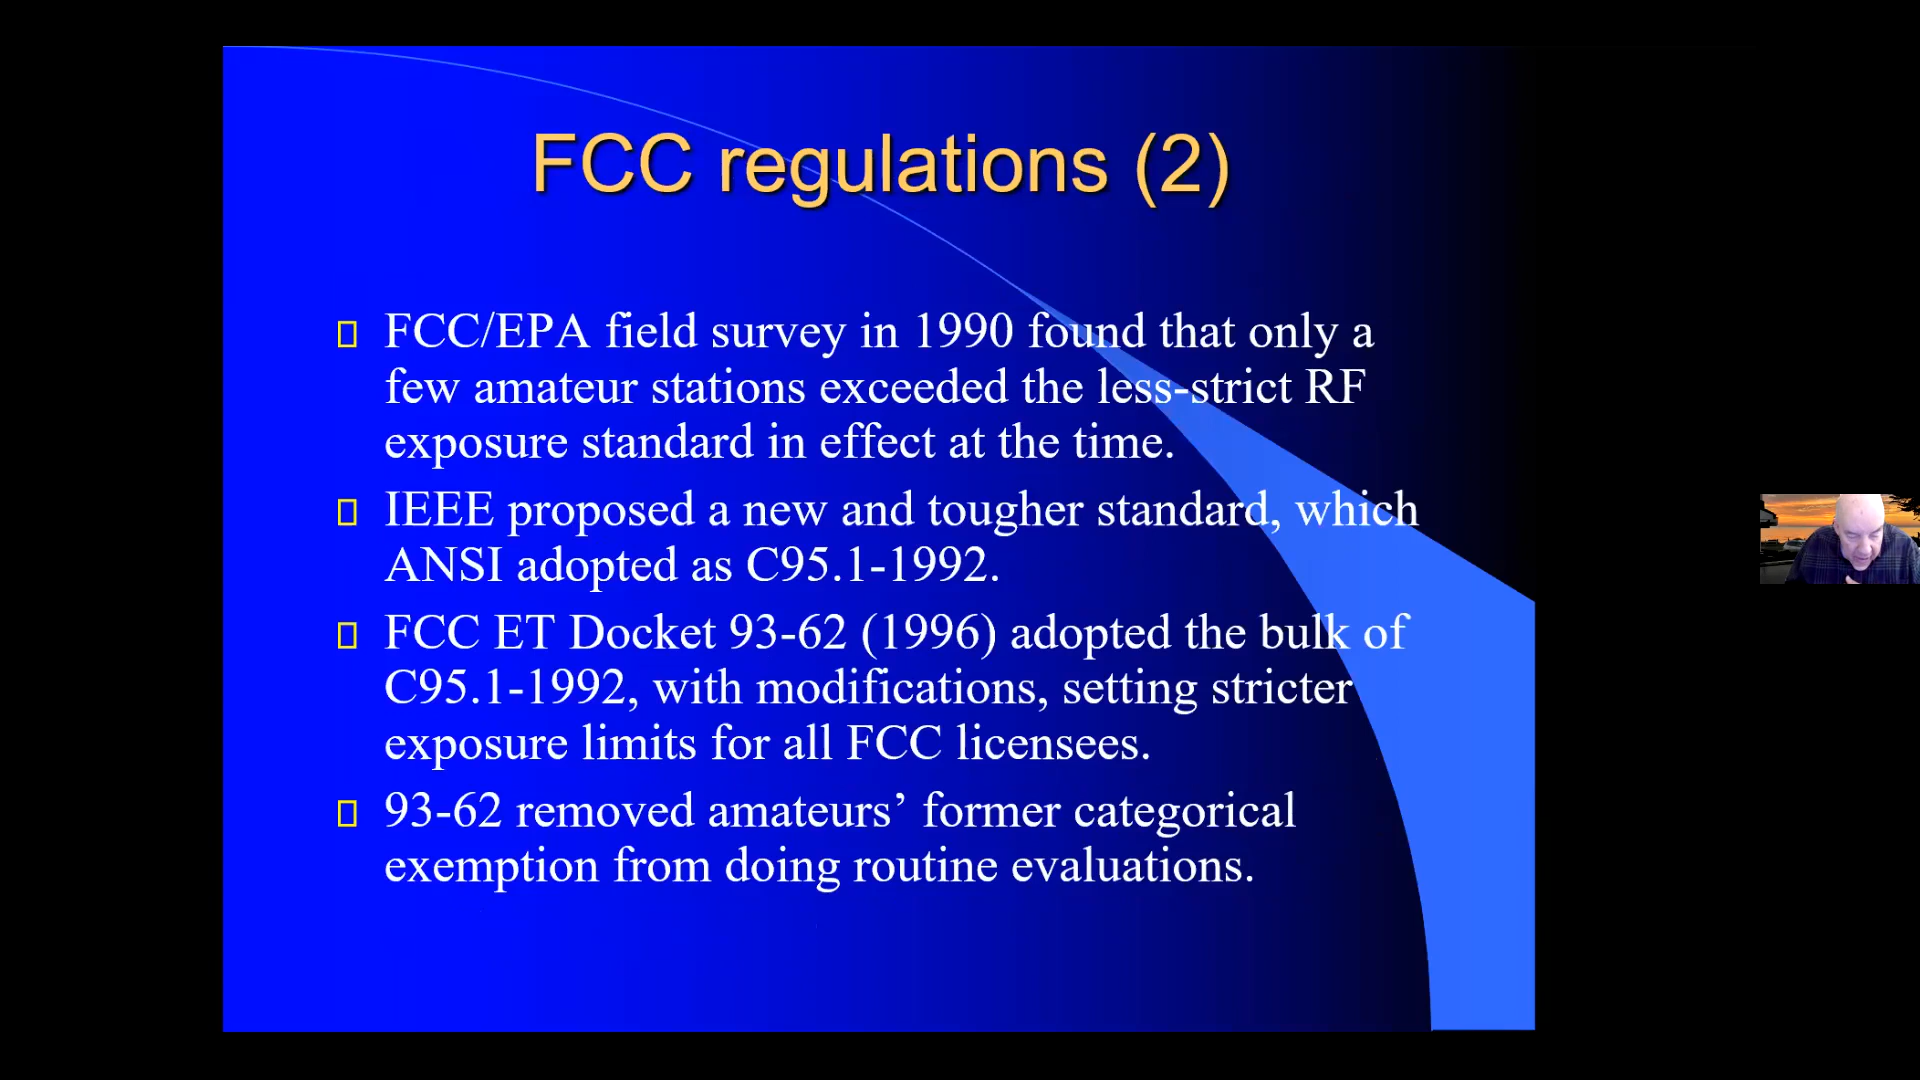 FCC regulations (2)
FCC/EPA field survey in 1990 found that only a
few amateur stations exceeded the less-strict RF
exposure standard in effect at the time.
IEEE proposed a new and tougher standard, which
ANSI adopted as C95.1-1992.
FCC ET Docket 93-62 (1996) adopted the bulk of
C95.1-1992, with modifications, setting stricter
exposure limits for all FCC licensees.
93-62 removed amateurs’ former categorical
exemption from doing routine evaluations.